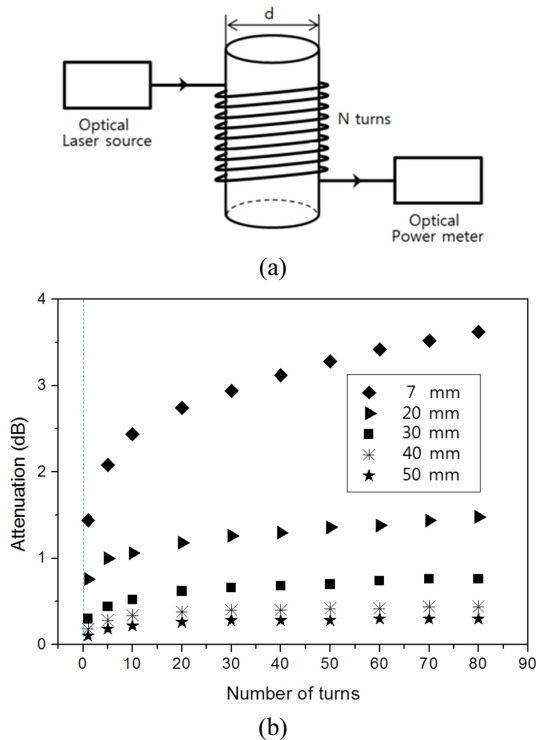 d
Optical
Laser source
N turns
Optical
Power meter
(a)
Attenuation (dB)
4
3
2
1
0
7 mm
20 mm
30 mm
40 mm
50 mm
0 10 20 30 40 50 60 70 80 90
Number of turns
(b)